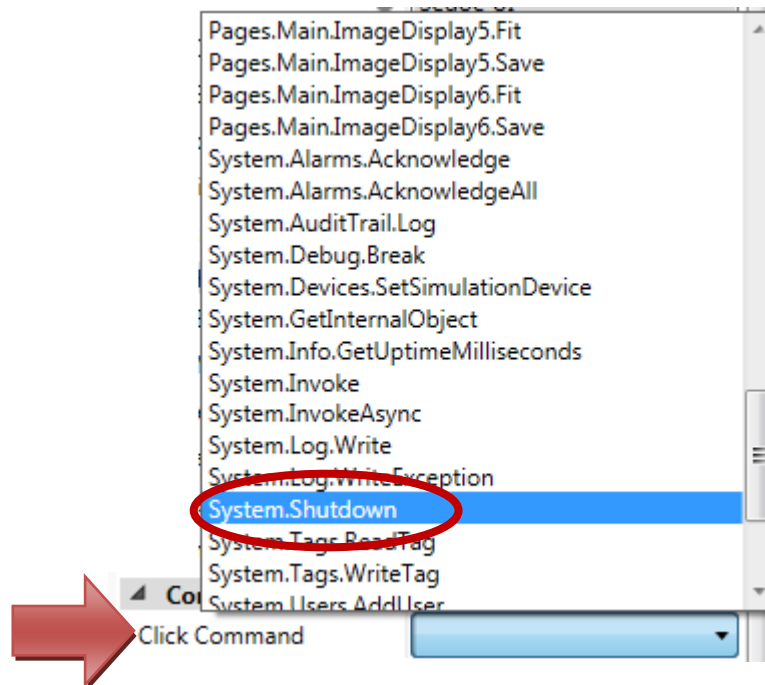 Pages.Main.ImageDisplay5.Fit
Pages.Main.ImageDisplay5.Save
Pages.Main.ImageDisplay6.Fit
Pages.Main.ImageDisplay6.Save
System.Alarms.Acknowledge
System.Alarms.AcknowledgeAll
System.AuditTrail.Log
System.Debug.Break
System.Devices.SetSimulationDevice
System.GetInternalObject
System.Info.GetUptimeMilliseconds
System.Invoke
System.InvokeAsync
System.Log.Write
System.Log.WriteException
System.Shutdown
System.Tags.ReadTag
System.Tags.WriteTag
System.Users.AddUser
Click Command